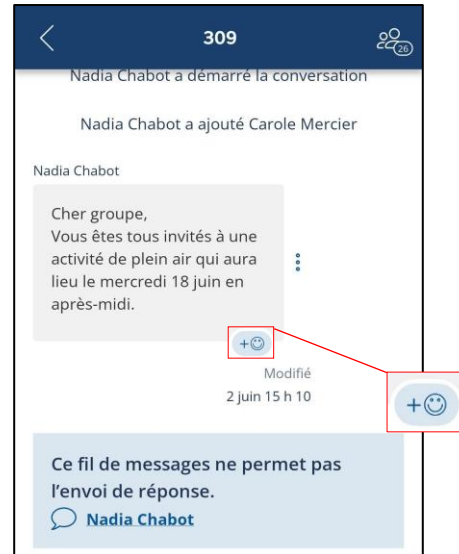 309
26
Nadia Chabot a démarré la conversation
Nadia Chabot a ajouté Carole Mercier
Nadia Chabot
Cher groupe,
Vous êtes tous invités à une
activité de plein air qui aura
lieu le mercredi 18 juin en
après-midi.
+
Modifié
2 juin 15 h 10
+
Ce fil de messages ne permet pas
l’envoi de réponse.
Nadia Chabot